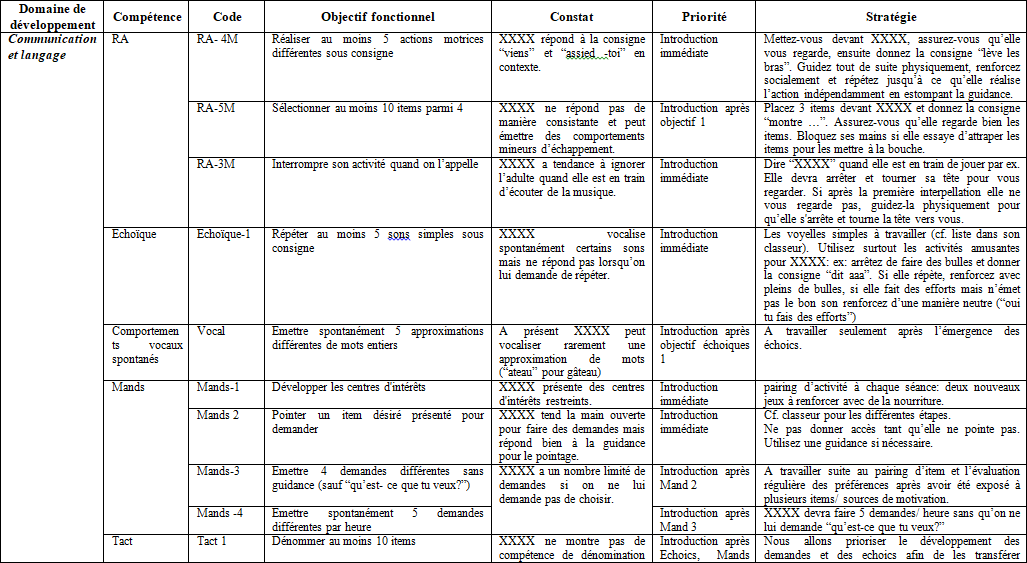 Domaine de
développement
Compétence
Code
Objectif fonctionnel
Constat
Priorité
Stratégie
Communication
et langage
RA
RA- 4M
Réaliser au moins 5 actions motrices
différentes sous consigne
XXXX répond à la consigne
“viens” et “assied -toi” en
contexte.
Introduction
immédiate
Mettez-vous devant XXXX, assurez-vous qu’elle
vous regarde, ensuite donnez la consigne “lève les
bras”. Guidez tout de suite physiquement, renforcez
socialement et répétez jusqu’à ce qu’elle réalise
l’action indépendamment en estompant la guidance.
RA-5M
Sélectionner au moins 10 items parmi 4
XXXX ne répond pas de
manière consistante et peut
émettre des comportements
mineurs d’échappement.
Introduction après
objectif 1
Placez 3 items devant XXXX et donnez la consigne
“montre …”. Assurez-vous qu’elle regarde bien les
items. Bloquez ses mains si elle essaye d’attraper les
items pour les mettre à la bouche.
RA-3M
Interrompre son activité quand on l’appelle
XXXX a tendance à ignorer
l’adulte quand elle est en train
d’écouter de la musique.
Introduction
immédiate
Dire “XXXX” quand elle est en train de jouer par ex.
Elle devra arrêter et tourner sa tête pour vous
regarder. Si après la première interpellation elle ne
vous regarde pas, guidez-la physiquement pour
qu’elle s'arrête et tourne la tête vers vous.
Echoïque
Echoïque-1
Répéter au moins 5 sons simples sous
consigne
XXXX vocalise
spontanément certains sons
mais ne répond pas lorsqu’on
lui demande de répéter.
Introduction
immédiate
Les voyelles simples à travailler (cf. liste dans son
classeur). Utilisez surtout les activités amusantes
pour XXXX: ex: arrêtez de faire des bulles et donner
la consigne “dit aaa”. Si elle répète, renforcez avec
pleins de bulles, si elle fait des efforts mais n’émet
pas le bon son renforcez d’une manière neutre (“oui
tu fais des efforts”)
Comportemen
ts vocaux
spontanés
Vocal
Emettre spontanément 5 approximations
différentes de mots entiers
A présent XXXX peut
vocaliser rarement une
approximation de mots
(“ateau” pour gâteau)
Introduction après
objectif échoiques
1
A travailler seulement après l’émergence des
échoics.
Mands
Mands-1
Développer les centres d'intérêts
XXXX présente des centres
d'intérêts restreints.
Introduction
immédiate
pairing d’activité à chaque séance: deux nouveaux
jeux à renforcer avec de la nourriture.
Mands 2
Pointer un item désiré présenté pour
demander
XXXX tend la main ouverte
pour faire des demandes mais
répond bien à la guidance
pour le pointage.
Introduction
immédiate
Cf. classeur pour les différentes étapes.
Ne pas donner accès tant qu’elle ne pointe pas.
Utilisez une guidance si nécessaire.
Mands-3
Emettre 4 demandes différentes sans
guidance (sauf “qu’est- ce que tu veux?”)
XXXX a un nombre limité de
demandes si on ne lui
demande pas de choisir.
Introduction après
Mand 2
A travailler suite au pairing d’item et l’évaluation
régulière des préférences après avoir été exposé à
plusieurs items/ sources de motivation.
Mands -4
Emettre spontanément 5 demandes
différentes par heure
Introduction après
Mand 3
XXXX devra faire 5 demandes/ heure sans qu’on ne
lui demande “qu’est-ce que tu veux?”
Tact
Tact 1
Dénommer au moins 10 items
XXXX ne montre pas de
compétence de dénomination
Introduction après
Echoics, Mands
Nous allons prioriser le développement des
demandes et des echoics afin de les transférer